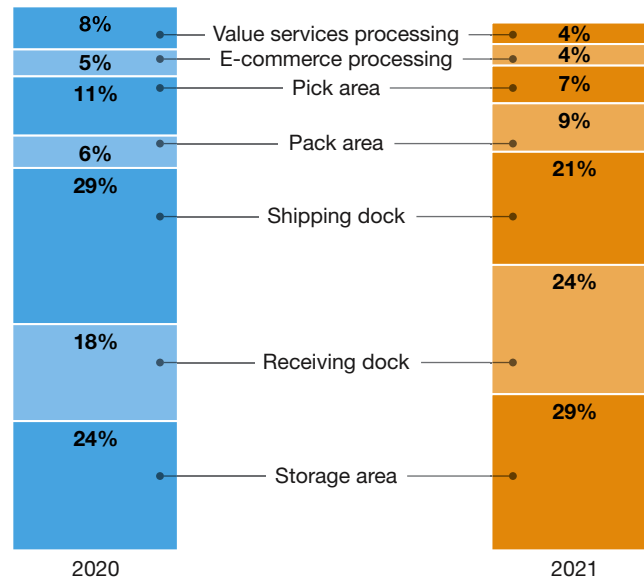 8% Value services processing 4%
5% E-commerce processing 4%
11% Pick area 7%
6% Pack area 9%
29% Shipping dock 21%
18% Receiving dock 24%
24% Storage area 29%
2020 2021